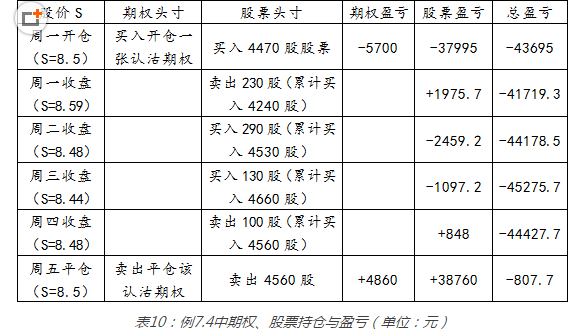 股价 S 期权头寸 股票头寸 期权盈亏 股票盈亏 总盈亏
周一开仓 买入开仓一
（S=8.5） 张认沽期权 买入 4470 股股票 -5700 -37995 -43695
周一收盘 卖出 230 股(累计买
（S=8.59） 入 4240 股) +1975.7 -41719.3
周二收盘 买入 290 股(累计买
(S=8.48) 入 4530 股) -2459.2 -44178.5
周三收盘 买入 130 股(累计买
(S=8.44) 入 4660 股) -1097.2 -45275.7
周四收盘 卖出 100 股(累计买
(S=8.48) 入 4560 股) +848 -44427.7
周五平仓 卖出平仓该
（S=8.5） 认沽期权 卖出 4560 股 +4860 +38760 -807.7
表10：例7.4中期权、股票持仓与盈亏（单位：元）